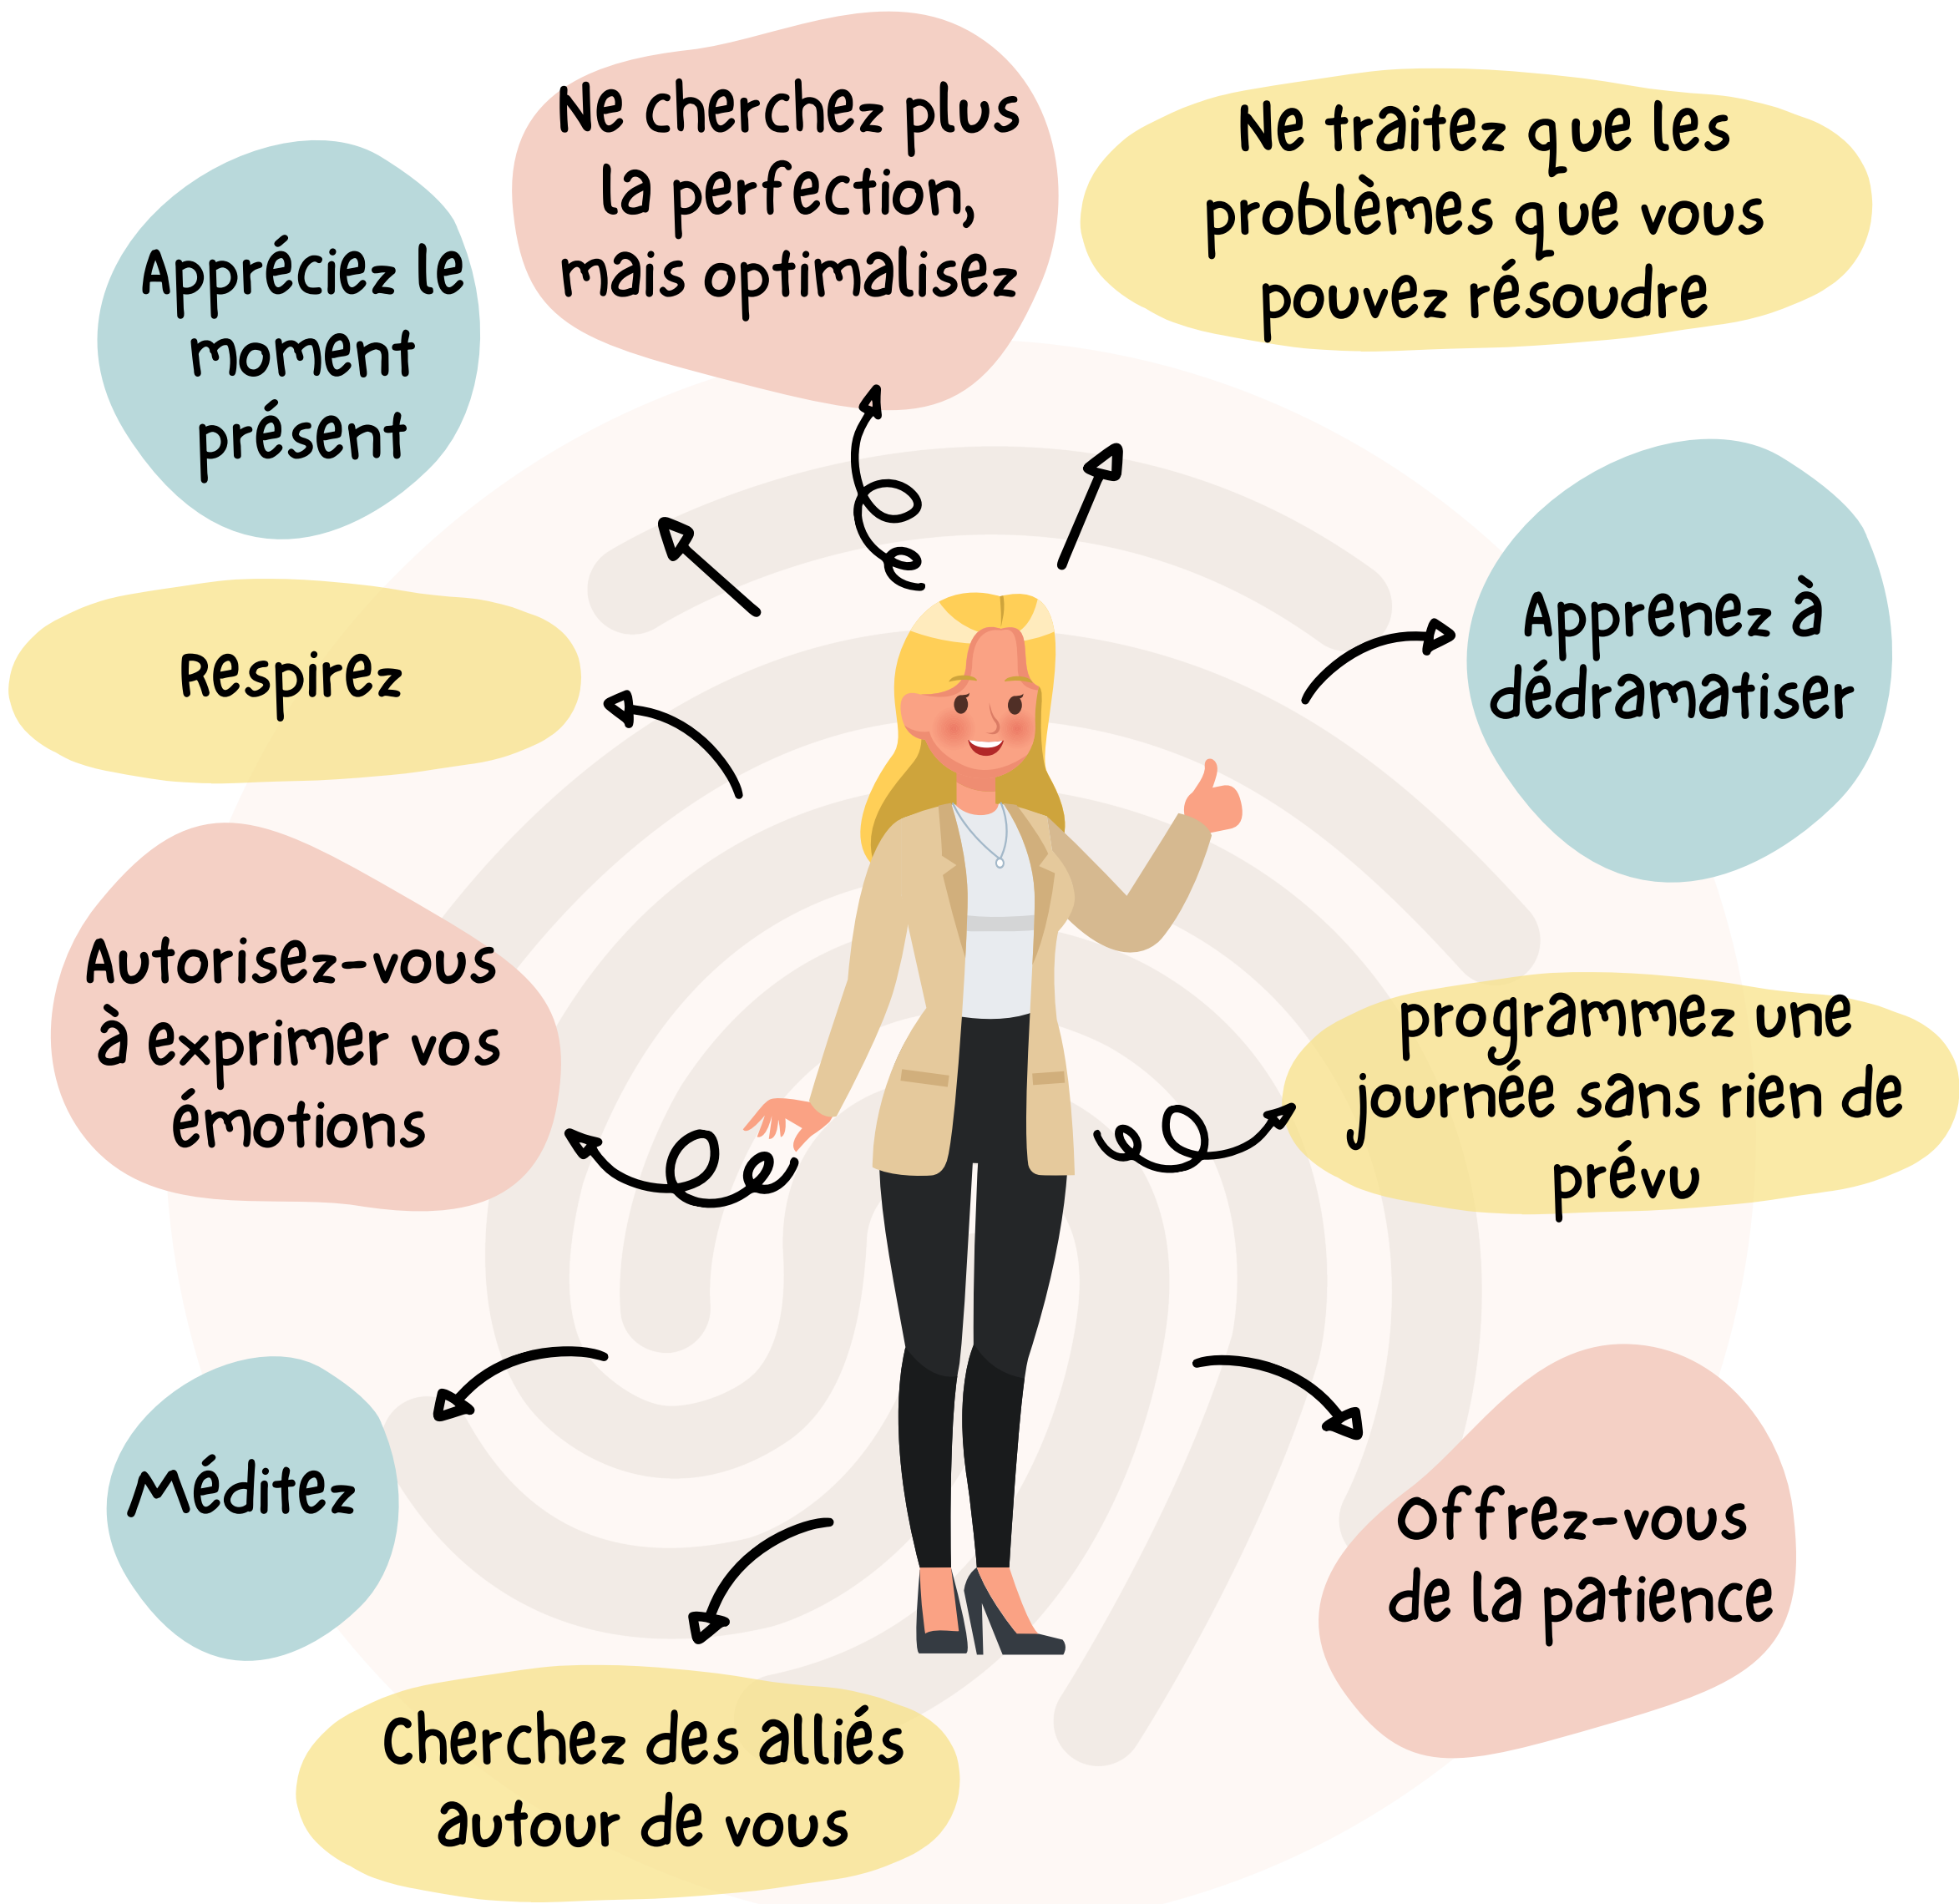 Ne cherchez plus
la perfection,
mais optimalisez
Ne traitez que les
problèmes que vous
pouvez résoudre
Appréciez le
moment
présent
Apprenez à
dédramatiser
Respirez
Autorisez-vous
à exprimer vos
émotions
programmez une
journée sans rien de
prévu
Méditez
Offrez-vous
de la patience
Cherchez des alliés
autour de vous